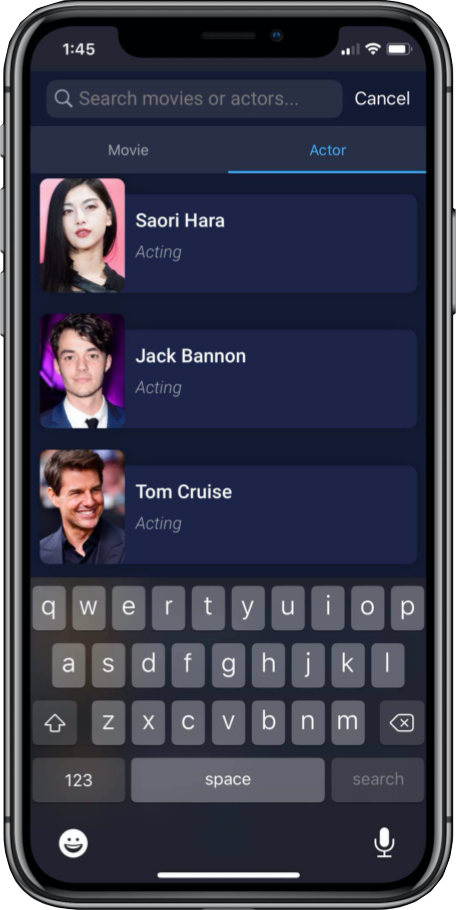 1:45
Search movies or actors...
Cancel
Movie
Actor
Saori Hara
Acting
Jack Bannon
Acting
Tom Cruise
Acting
q w e r t y u i o p
a s d f g h j k l
z x c v b n m
123
space
search